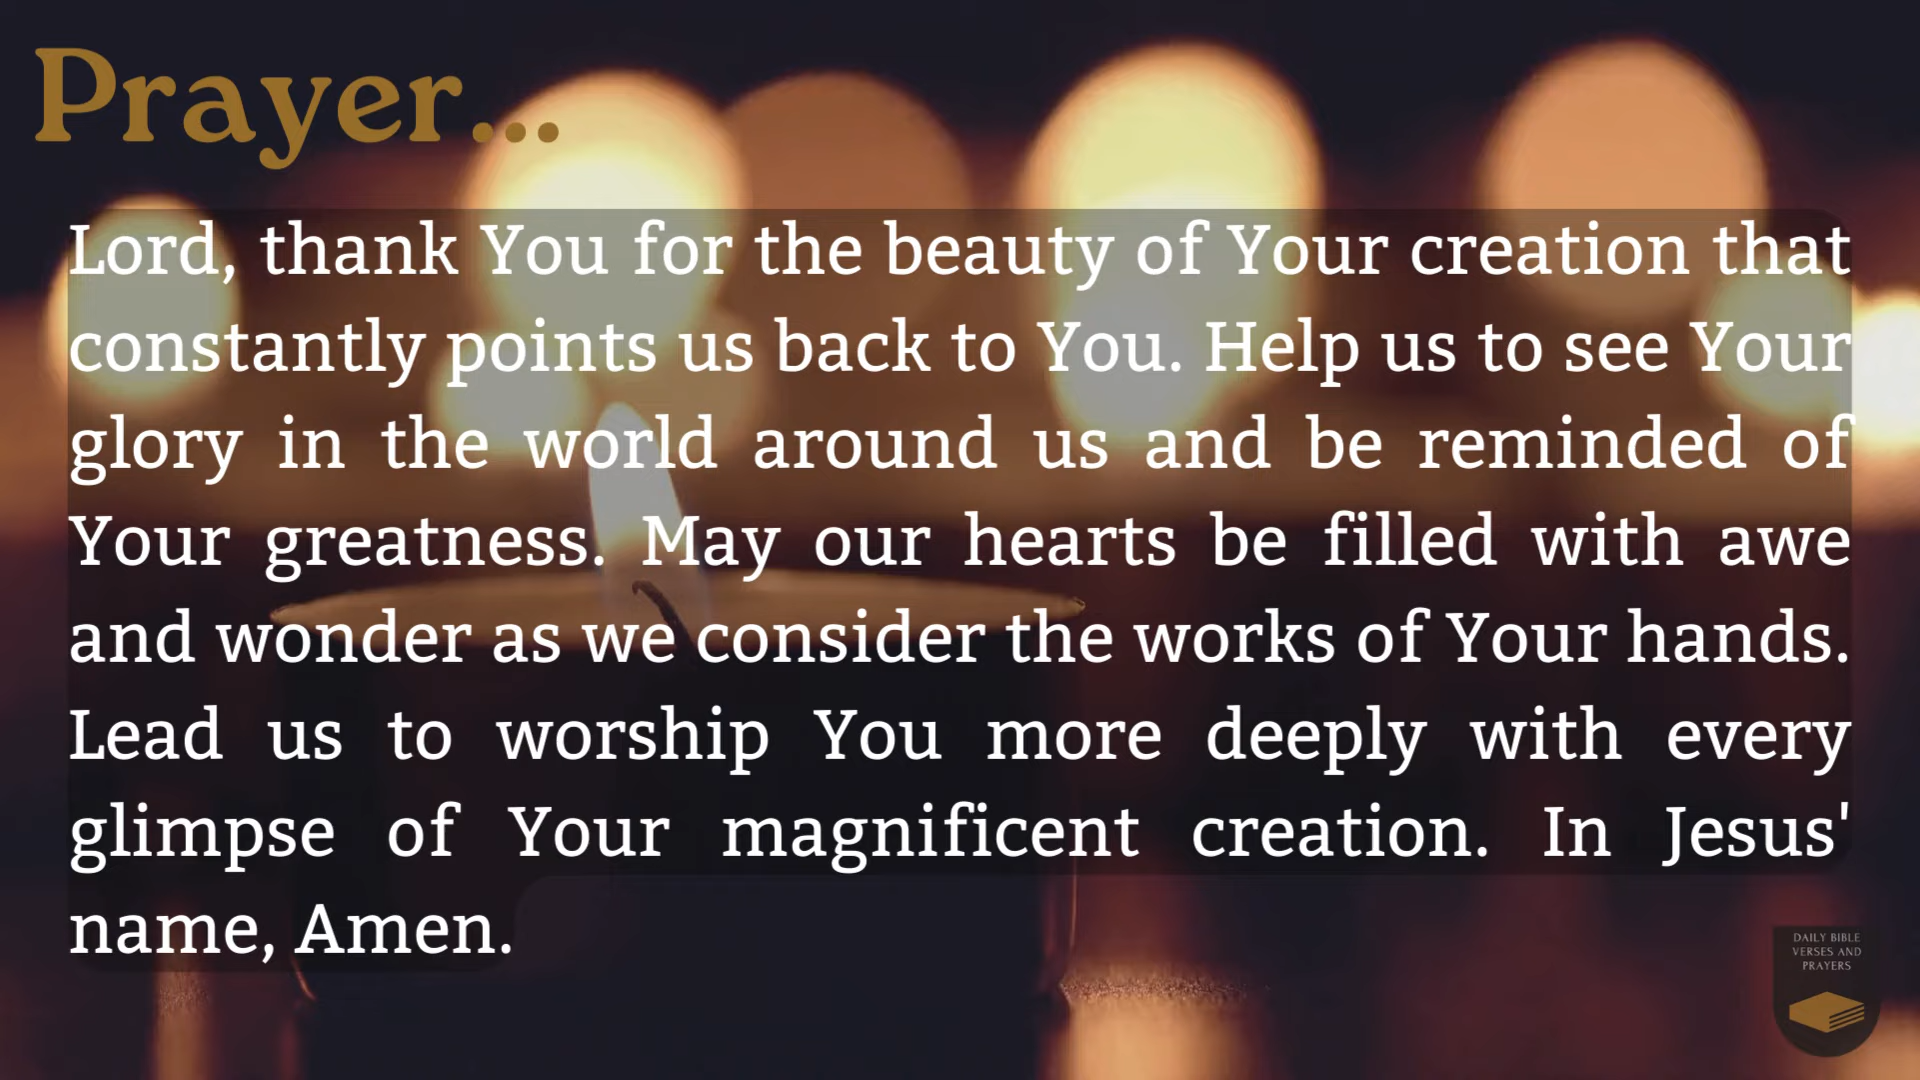 Prayer...
Lord, thank You for the beauty of Your creation that
constantly points us back to You. Help us to see Your
glory in the world around us and be reminded of
Your greatness. May our hearts be filled with awe
and wonder as we consider the works of Your hands.
Lead us to worship You more deeply with every
glimpse of Your magnificent creation. In Jesus'
name, Amen.
DAILY BIBLE
VERSES AND
PRAYERS